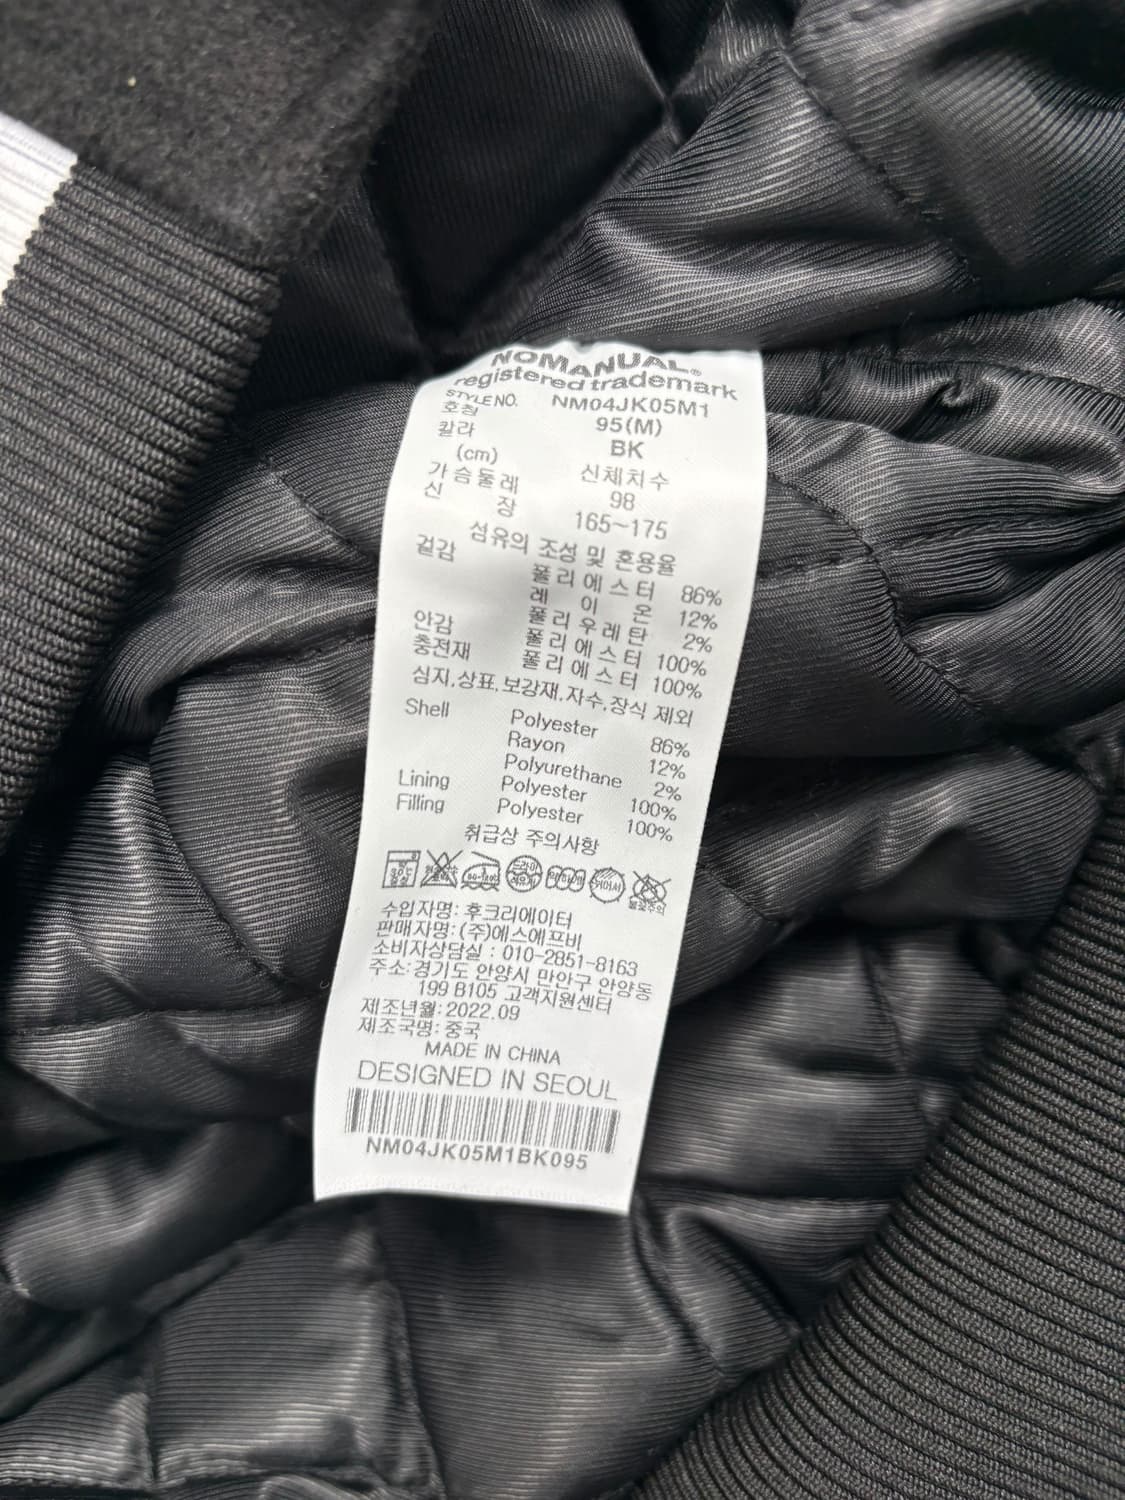 NOMANUAL®
registered trademark
STYLE NO. NM04JK05M1
호칭 95(M)
칼라 BK
(cm) 신체치수
가슴둘레 98
신장 165~175
섬유의 조성 및 혼용율
겉감 폴리에스터 86%
레이온 12%
폴리우레탄 2%
안감 폴리에스터 100%
충전재 폴리에스터 100%
심지,상표,보강재,자수,장식 제외
Shell Polyester 86%
Rayon 12%
Polyurethane 2%
Lining Polyester 100%
Filling Polyester 100%
취급상 주의사항
수입자명: 후크리에이터
판매자명: (주)에스에프비
소비자상담실 : 010-2851-8163
주소: 경기도 안양시 만안구 안양동
199 B105 고객지원센터
제조년월: 2022.09
제조국명: 중국
MADE IN CHINA
DESIGNED IN SEOUL
NM04JK05M1BK095